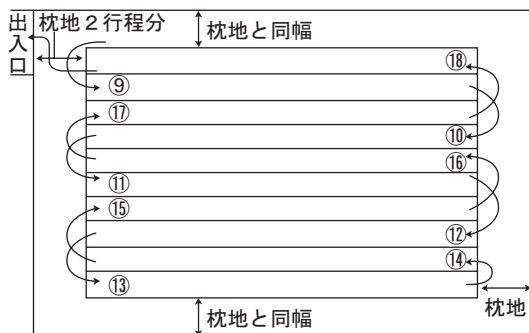 出入口
枕地2行程分
枕地と同幅
⑱
⑨
⑰
⑩
⑯
⑪
⑮
⑫
⑭
⑬
枕地と同幅
枕地